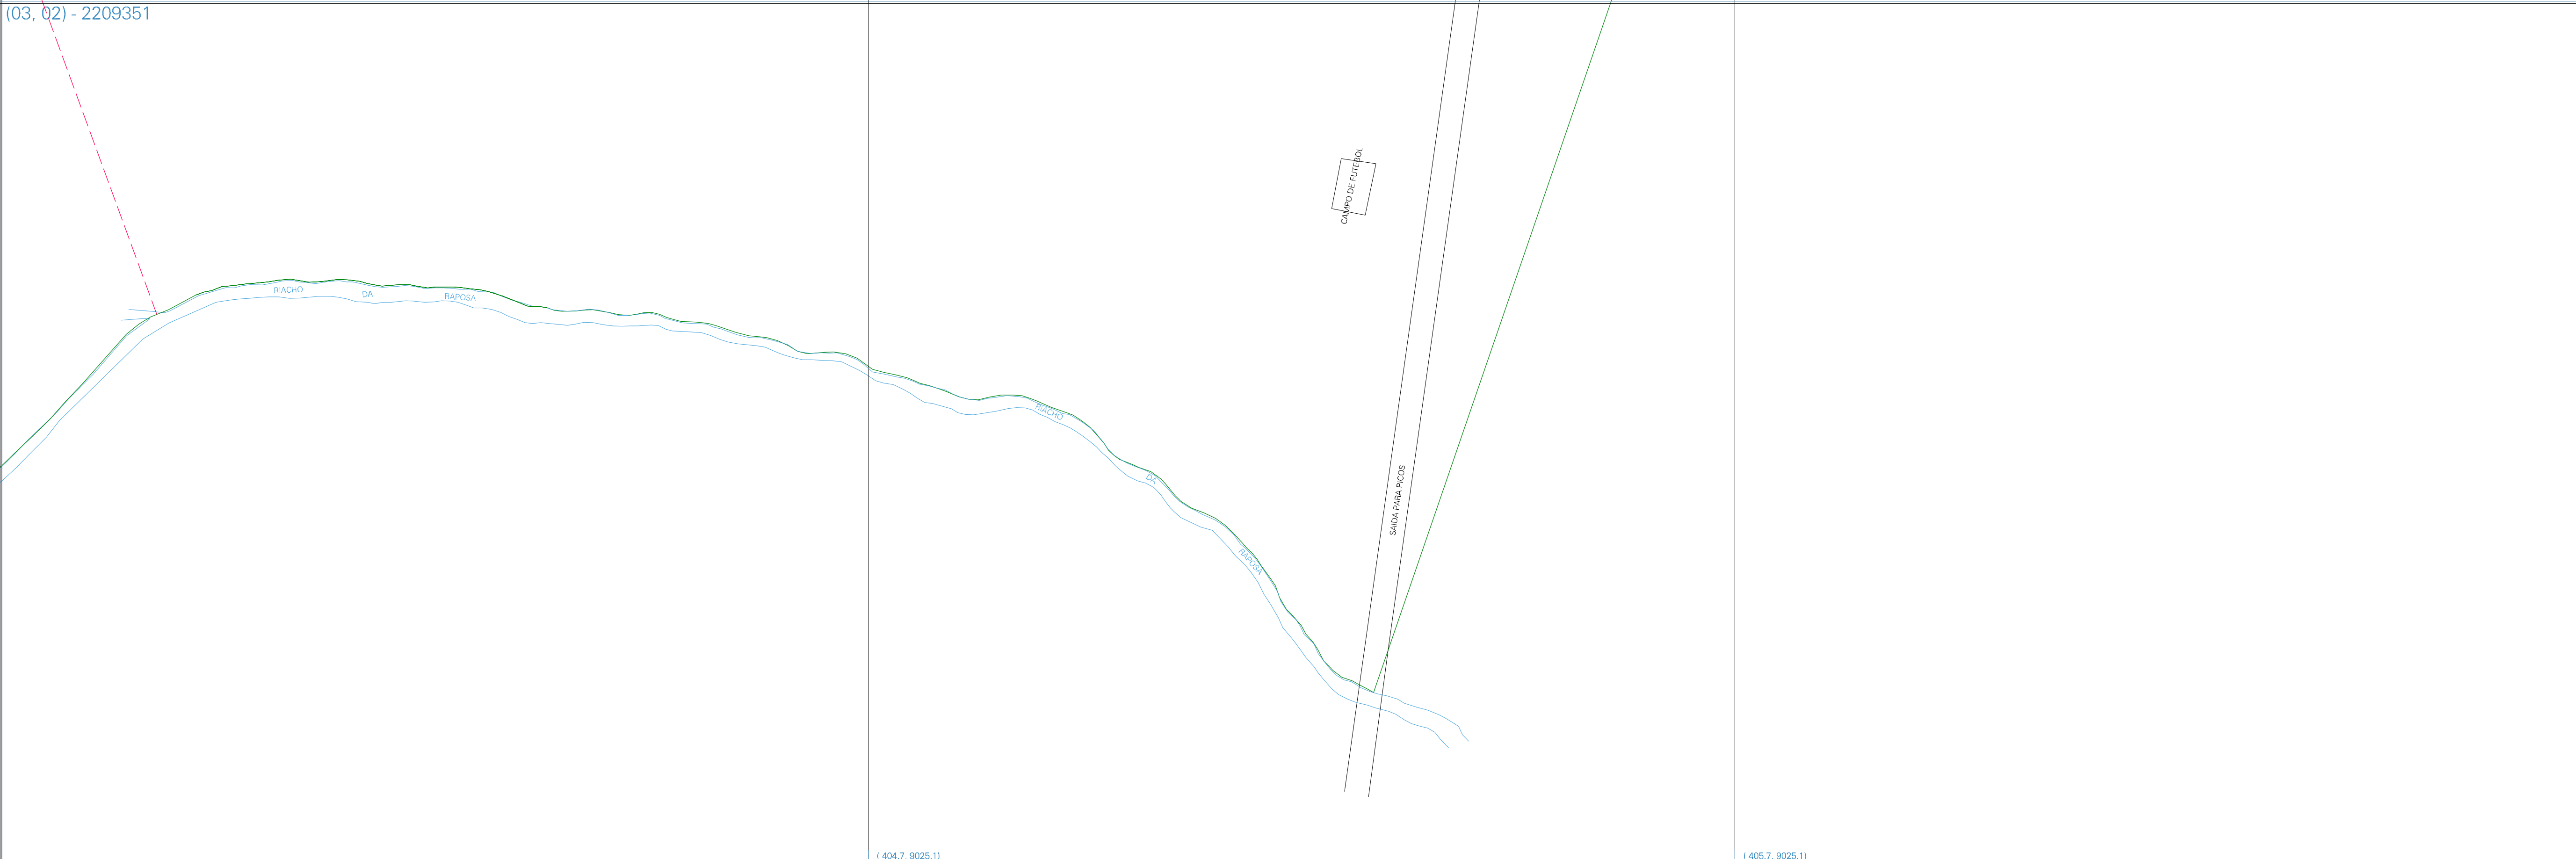 (03, 02) - 2209351
CAMPO DE FUTEBOL
RIACHO DA RAPOSA
RIACHO DA RAPOSA
SAIDA PARA PICOS
( 404.7, 9025.1)
( 405.7, 9025.1)